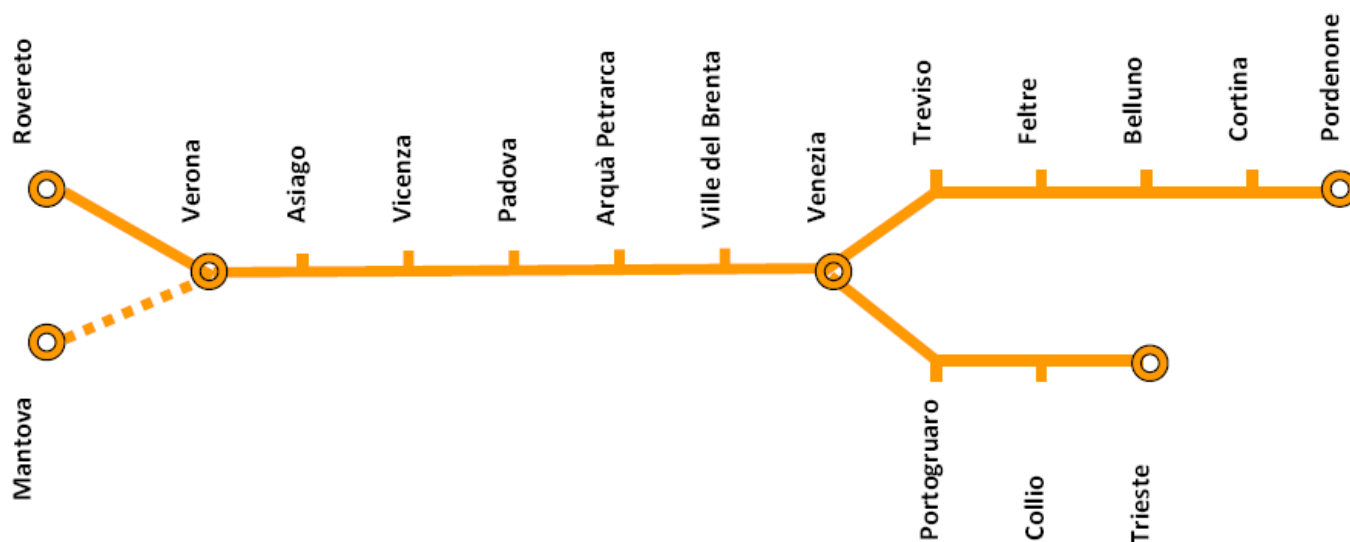 Rovereto
Mantova
Verona
Asiago
Vicenza
Padova
Arquà Petrarca
Ville del Brenta
Venezia
Treviso
Feltre
Belluno
Cortina
Pordenone
Portogruaro
Collio
Trieste